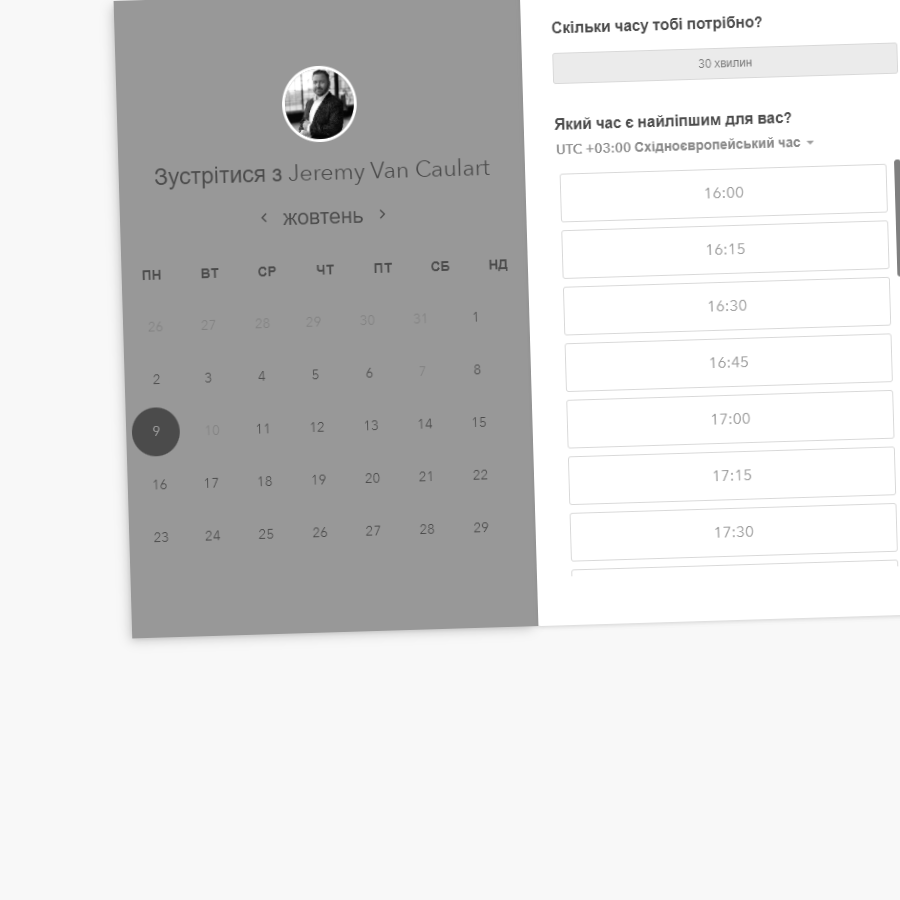 Зустрітися з Jeremy Van Caulart
‹ жовтень ›
ПН ВТ СР ЧТ ПТ СБ НД
26 27 28 29 30 31 1
2 3 4 5 6 7 8
9 10 11 12 13 14 15
16 17 18 19 20 21 22
23 24 25 26 27 28 29
Скільки часу тобі потрібно?
30 хвилин
Який час є найліпшим для вас?
UTC +03:00 Східноєвропейський час
16:00
16:15
16:30
16:45
17:00
17:15
17:30